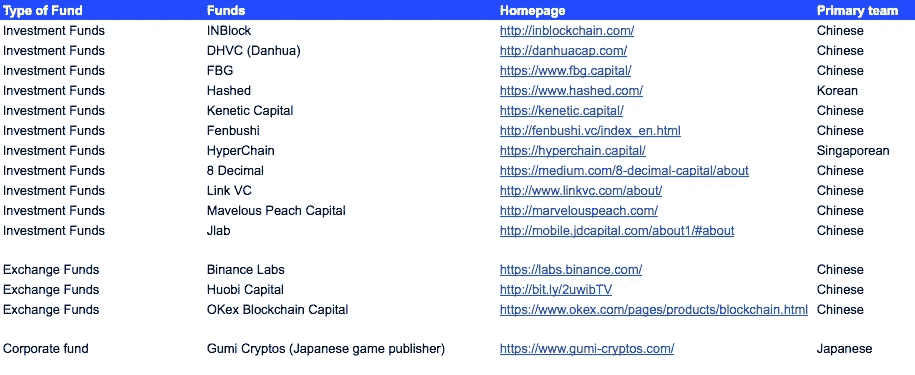 Type of Fund Funds Homepage Primary team
Investment Funds INBlock http://inblockchain.com/ Chinese
Investment Funds DHVC (Danhua) http://danhuacap.com/ Chinese
Investment Funds FBG https://www.fbg.capital/ Chinese
Investment Funds Hashed https://www.hashed.com/ Korean
Investment Funds Kenetic Capital https://kenetic.capital/ Chinese
Investment Funds Fenbushi http://fenbushi.vc/index_en.html Chinese
Investment Funds HyperChain https://hyperchain.capital/ Singaporean
Investment Funds 8 Decimal https://medium.com/8-decimal-capital/about Chinese
Investment Funds Link VC http://www.linkvc.com/about/ Chinese
Investment Funds Mavelous Peach Capital http://marvelouspeach.com/ Chinese
Investment Funds Jlab http://mobile.jdcapital.com/about1/#about Chinese
Exchange Funds Binance Labs https://labs.binance.com/ Chinese
Exchange Funds Huobi Capital http://bit.ly/2uwibTV Chinese
Exchange Funds OKex Blockchain Capital https://www.okex.com/pages/products/blockchain.html Chinese
Corporate fund Gumi Cryptos (Japanese game publisher) https://www.gumi-cryptos.com/ Japanese